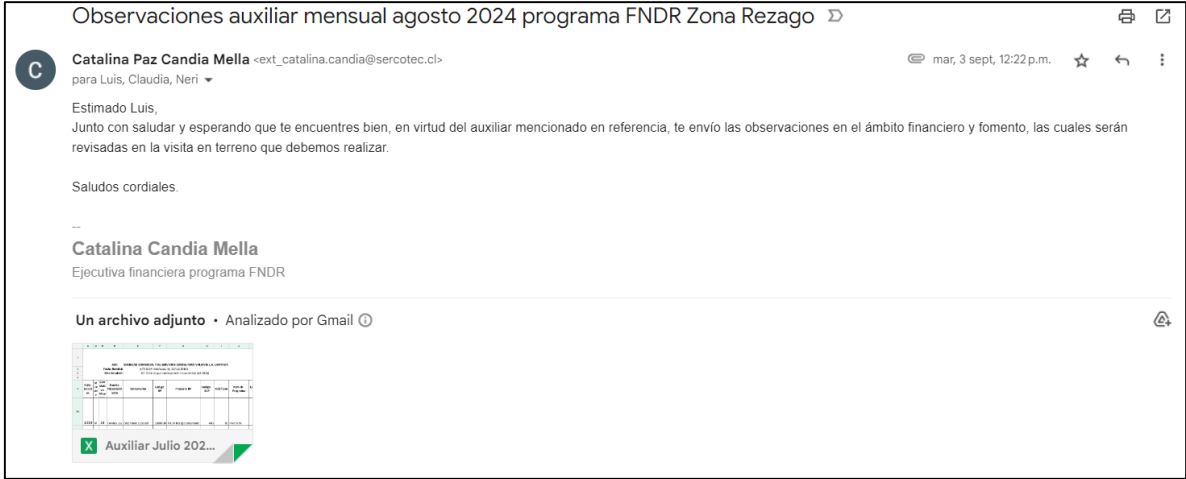 Observaciones auxiliar mensual agosto 2024 programa FNDR Zona Rezago
C
Catalina Paz Candia Mella <ext_catalina.candia@sercotec.cl>
mar, 3 sept, 12:22 p.m.
para Luis, Claudia, Neri
Estimado Luis,
Junto con saludar y esperando que te encuentres bien, en virtud del auxiliar mencionado en referencia, te envío las observaciones en el ámbito financiero y fomento, las cuales serán
revisadas en la visita en terreno que debemos realizar.
Saludos cordiales.
--
Catalina Candia Mella
Ejecutiva financiera programa FNDR
Un archivo adjunto • Analizado por Gmail
X Auxiliar Julio 202...